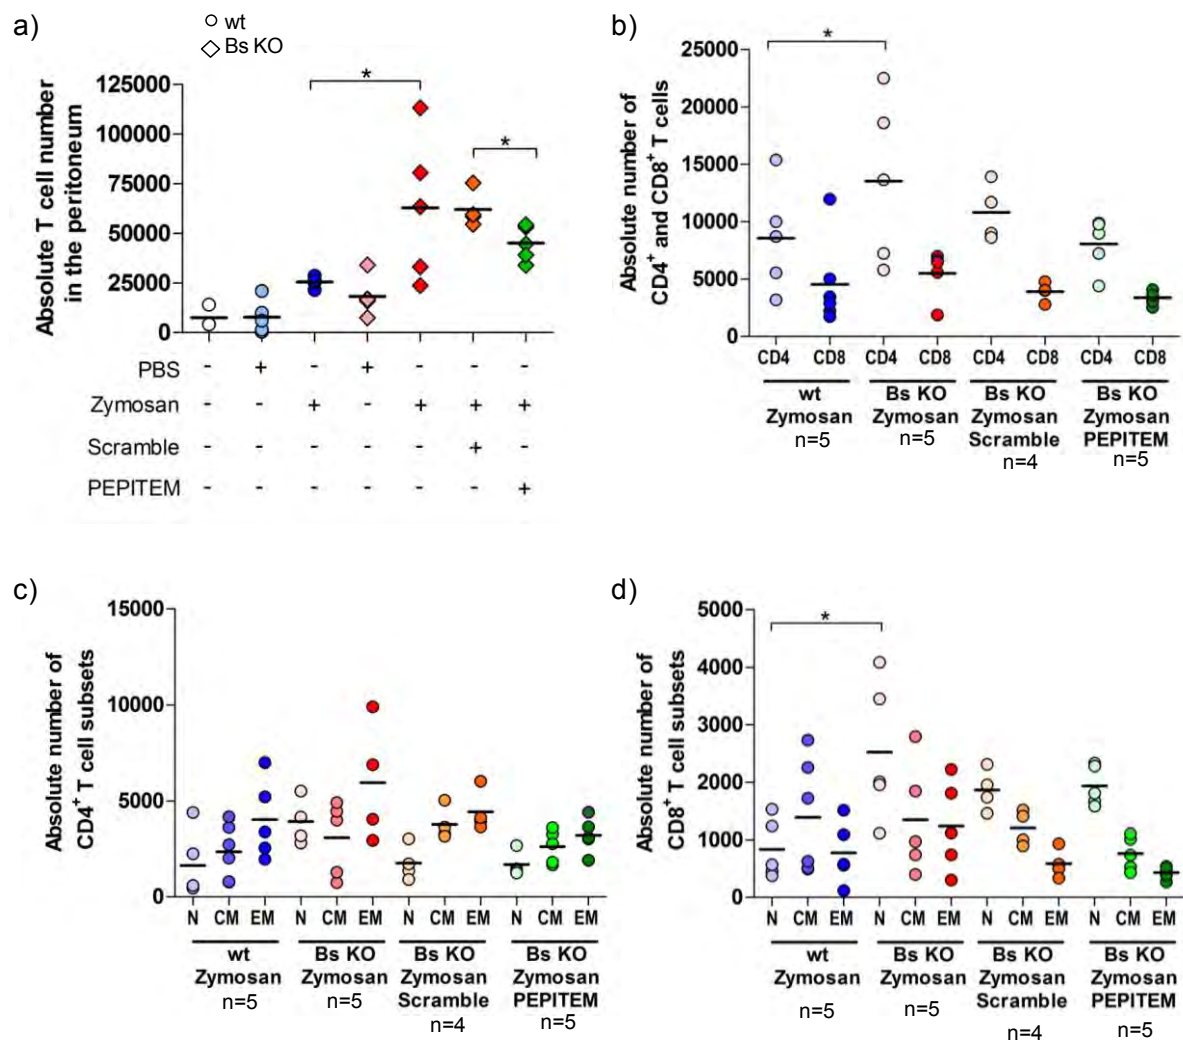 a)
wt
Bs KO
Absolute T cell number
in the peritoneum
125000
100000
75000
50000
25000
0
*
*
PBS - + - + - - -
Zymosan - - + - + + +
Scramble - - - - - + -
PEPITEM - - - - - - +
b)
Absolute number of
CD4+ and CD8+ T cells
25000
20000
15000
10000
5000
0
*
CD4 CD8 CD4 CD8 CD4 CD8 CD4 CD8
wt
Zymosan
n=5
Bs KO
Zymosan
n=5
Bs KO
Zymosan
Scramble
n=4
Bs KO
Zymosan
PEPITEM
n=5
c)
Absolute number of
CD4+ T cell subsets
15000
10000
5000
0
N CM EM N CM EM N CM EM N CM EM
wt
Zymosan
n=5
Bs KO
Zymosan
n=5
Bs KO
Zymosan
Scramble
n=4
Bs KO
Zymosan
PEPITEM
n=5
d)
Absolute number of
CD8+ T cell subsets
5000
4000
3000
2000
1000
0
*
N CM EM N CM EM N CM EM N CM EM
wt
Zymosan
n=5
Bs KO
Zymosan
n=5
Bs KO
Zymosan
Scramble
n=4
Bs KO
Zymosan
PEPITEM
n=5